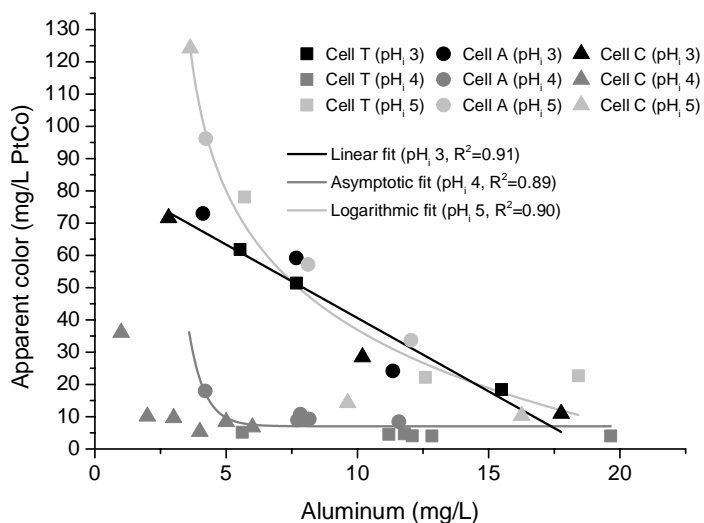 130
120
110
100
90
80
70
60
50
40
30
20
10
0
Apparent color (mg/L PtCo)
Cell T (pHi 3) Cell A (pHi 3) Cell C (pHi 3)
Cell T (pHi 4) Cell A (pHi 4) Cell C (pHi 4)
Cell T (pHi 5) Cell A (pHi 5) Cell C (pHi 5)
Linear fit (pHi 3, R²=0.91)
Asymptotic fit (pHi 4, R²=0.89)
Logarithmic fit (pHi 5, R²=0.90)
0 5 10 15 20
Aluminum (mg/L)